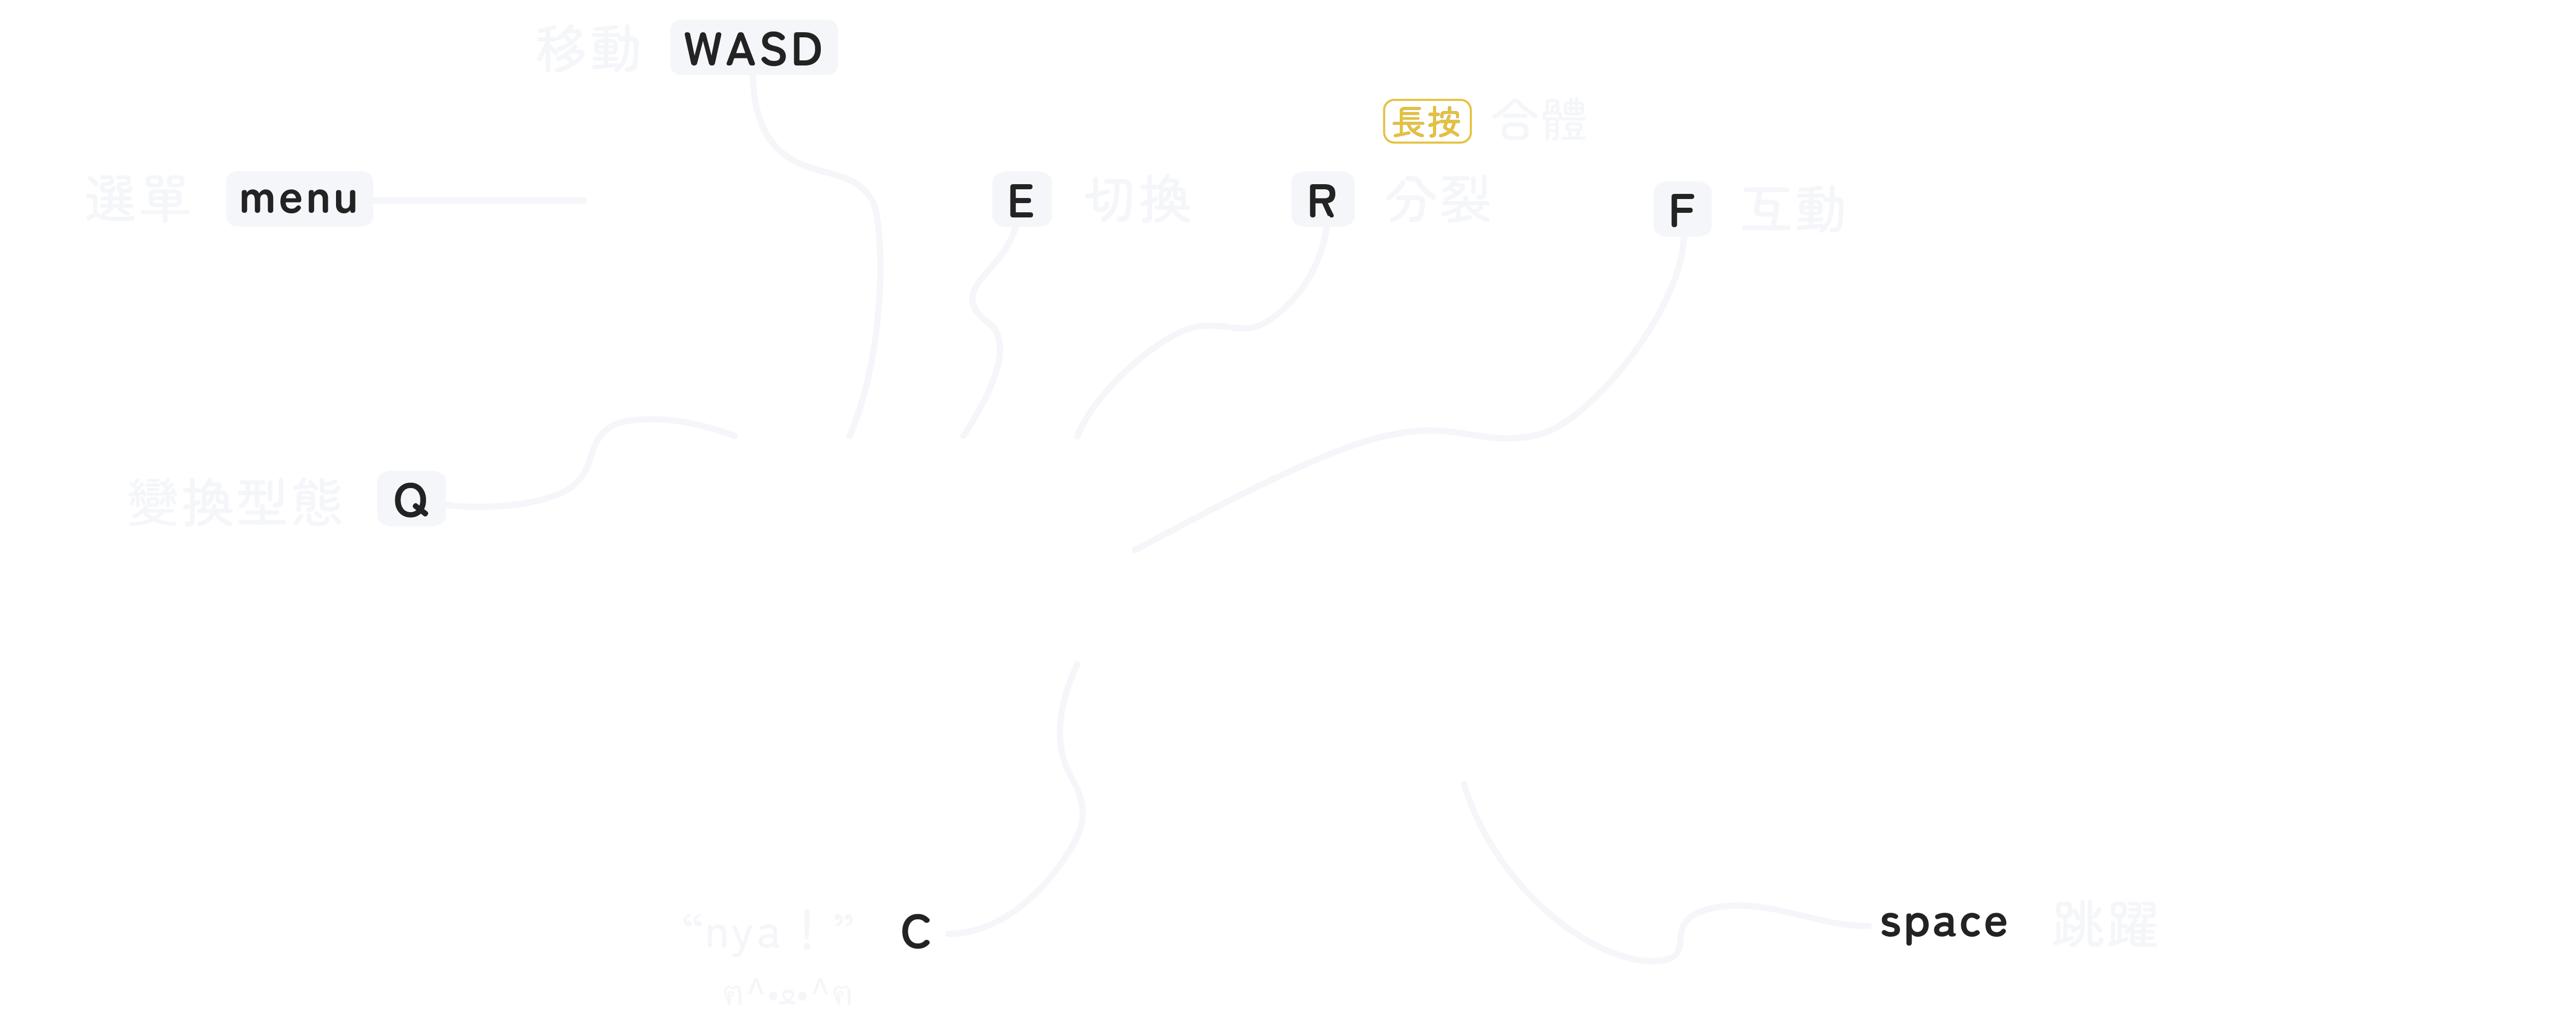 移動 WASD
長按 合體
選單 menu
E 切換
R 分裂
F 互動
變換型態 Q
“nya！” C
space 跳躍
ฅ^•ﻌ•^ฅ